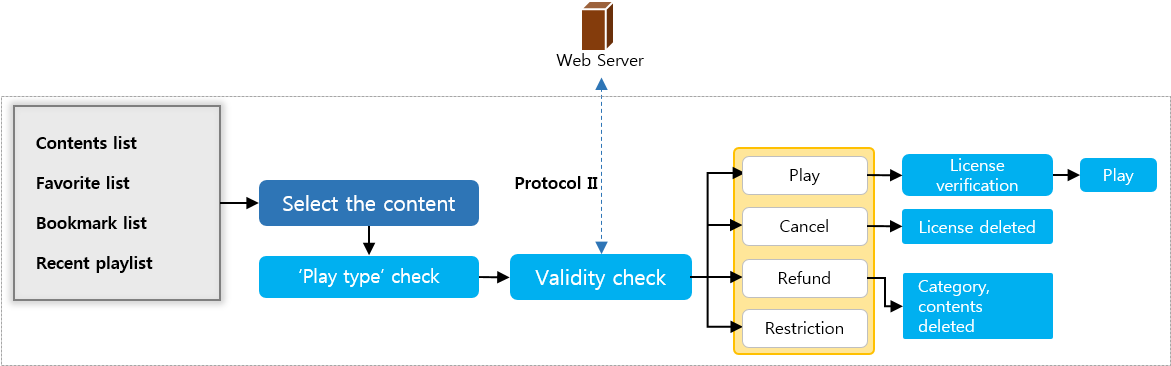 Web Server
Contents list
Favorite list
Bookmark list
Recent playlist
Select the content
‘Play type’ check
Protocol Ⅱ
Validity check
Play
Cancel
Refund
Restriction
License
verification
Play
License deleted
Category,
contents
deleted